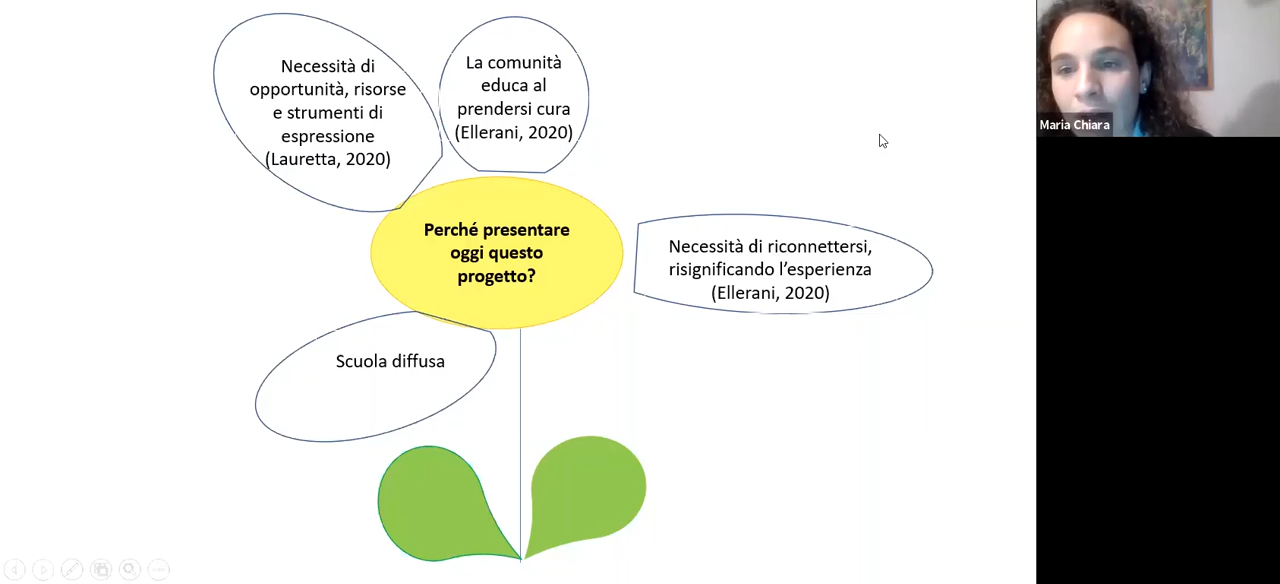 Necessità di
opportunità, risorse
e strumenti di
espressione
(Lauretta, 2020)
La comunità
educa al
prendersi cura
(Ellerani, 2020)
Perché presentare
oggi questo
progetto?
Necessità di riconnettersi,
risignificando l’esperienza
(Ellerani, 2020)
Scuola diffusa
Maria Chiara